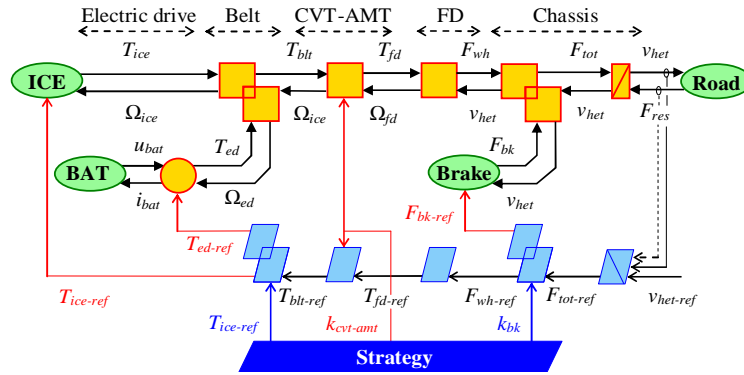 Electric drive Belt CVT-AMT FD Chassis
T_ice T_blt T_fd F_wh F_tot v_het
ICE Road
Ω_ice Ω_ice Ω_fd v_het v_het F_res
u_bat T_ed F_bk
BAT Brake
i_bat Ω_ed v_het
F_bk-ref
T_ed-ref
T_ice-ref T_blt-ref T_fd-ref F_wh-ref F_tot-ref v_het-ref
T_ice-ref k_cvt-amt k_bk
Strategy